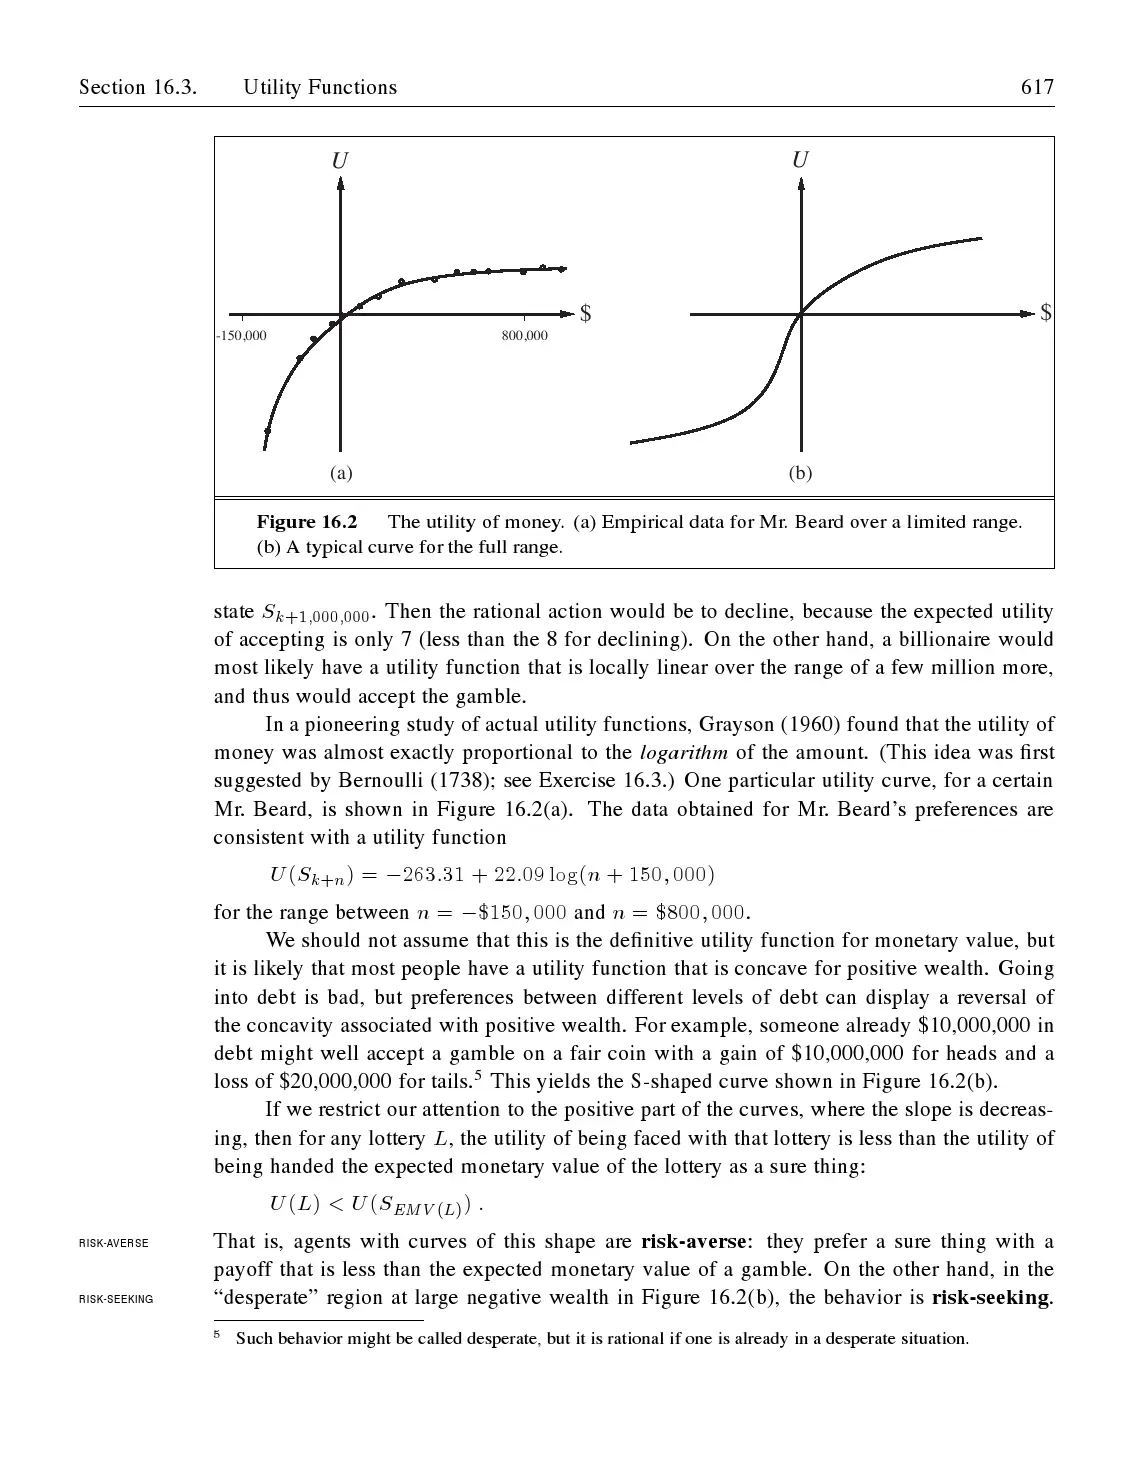 Section 16.3. Utility Functions 617
U
U
$
$
-150,000
800,000
(a)
(b)
Figure 16.2 The utility of money. (a) Empirical data for Mr. Beard over a limited range.
(b) A typical curve for the full range.
state S_{k+1,000,000}. Then the rational action would be to decline, because the expected utility
of accepting is only 7 (less than the 8 for declining). On the other hand, a billionaire would
most likely have a utility function that is locally linear over the range of a few million more,
and thus would accept the gamble.
In a pioneering study of actual utility functions, Grayson (1960) found that the utility of
money was almost exactly proportional to the logarithm of the amount. (This idea was first
suggested by Bernoulli (1738); see Exercise 16.3.) One particular utility curve, for a certain
Mr. Beard, is shown in Figure 16.2(a). The data obtained for Mr. Beard's preferences are
consistent with a utility function
U(S_{k+n}) = −263.31 + 22.09 log(n + 150,000)
for the range between n = −$150,000 and n = $800,000.
We should not assume that this is the definitive utility function for monetary value, but
it is likely that most people have a utility function that is concave for positive wealth. Going
into debt is bad, but preferences between different levels of debt can display a reversal of
the concavity associated with positive wealth. For example, someone already $10,000,000 in
debt might well accept a gamble on a fair coin with a gain of $10,000,000 for heads and a
loss of $20,000,000 for tails.⁵ This yields the S-shaped curve shown in Figure 16.2(b).
If we restrict our attention to the positive part of the curves, where the slope is decreas-
ing, then for any lottery L, the utility of being faced with that lottery is less than the utility of
being handed the expected monetary value of the lottery as a sure thing:
U(L) < U(S_{EMV(L)}) .
RISK-AVERSE That is, agents with curves of this shape are risk-averse: they prefer a sure thing with a
payoff that is less than the expected monetary value of a gamble. On the other hand, in the
RISK-SEEKING “desperate” region at large negative wealth in Figure 16.2(b), the behavior is risk-seeking.
⁵ Such behavior might be called desperate, but it is rational if one is already in a desperate situation.